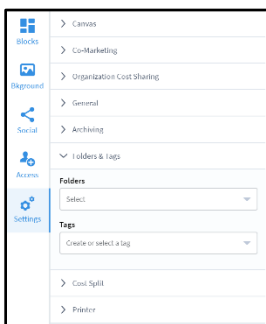 Blocks
Bkground
Social
Access
Settings
Canvas
Co-Marketing
Organization Cost Sharing
General
Archiving
Folders & Tags
Folders
Select
Tags
Create or select a tag
Cost Split
Printer